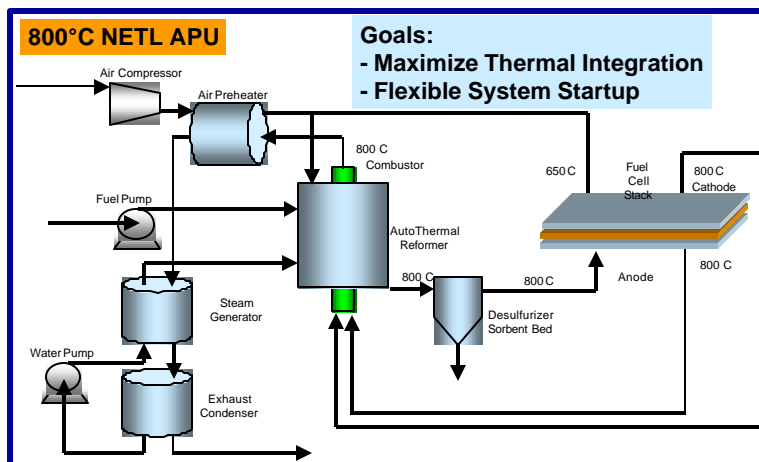 800°C NETL APU
Goals:
- Maximize Thermal Integration
- Flexible System Startup
Air Compressor
Air Preheater
800 C
Combustor
650 C
Fuel
Cell
Stack
800 C
Cathode
Fuel Pump
AutoThermal
Reformer
800 C
800 C
Anode
800 C
Steam
Generator
Desulfurizer
Sorbent Bed
Water Pump
Exhaust
Condenser